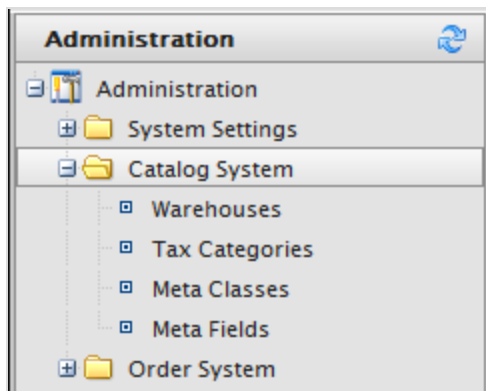 Administration
Administration
System Settings
Catalog System
Warehouses
Tax Categories
Meta Classes
Meta Fields
Order System